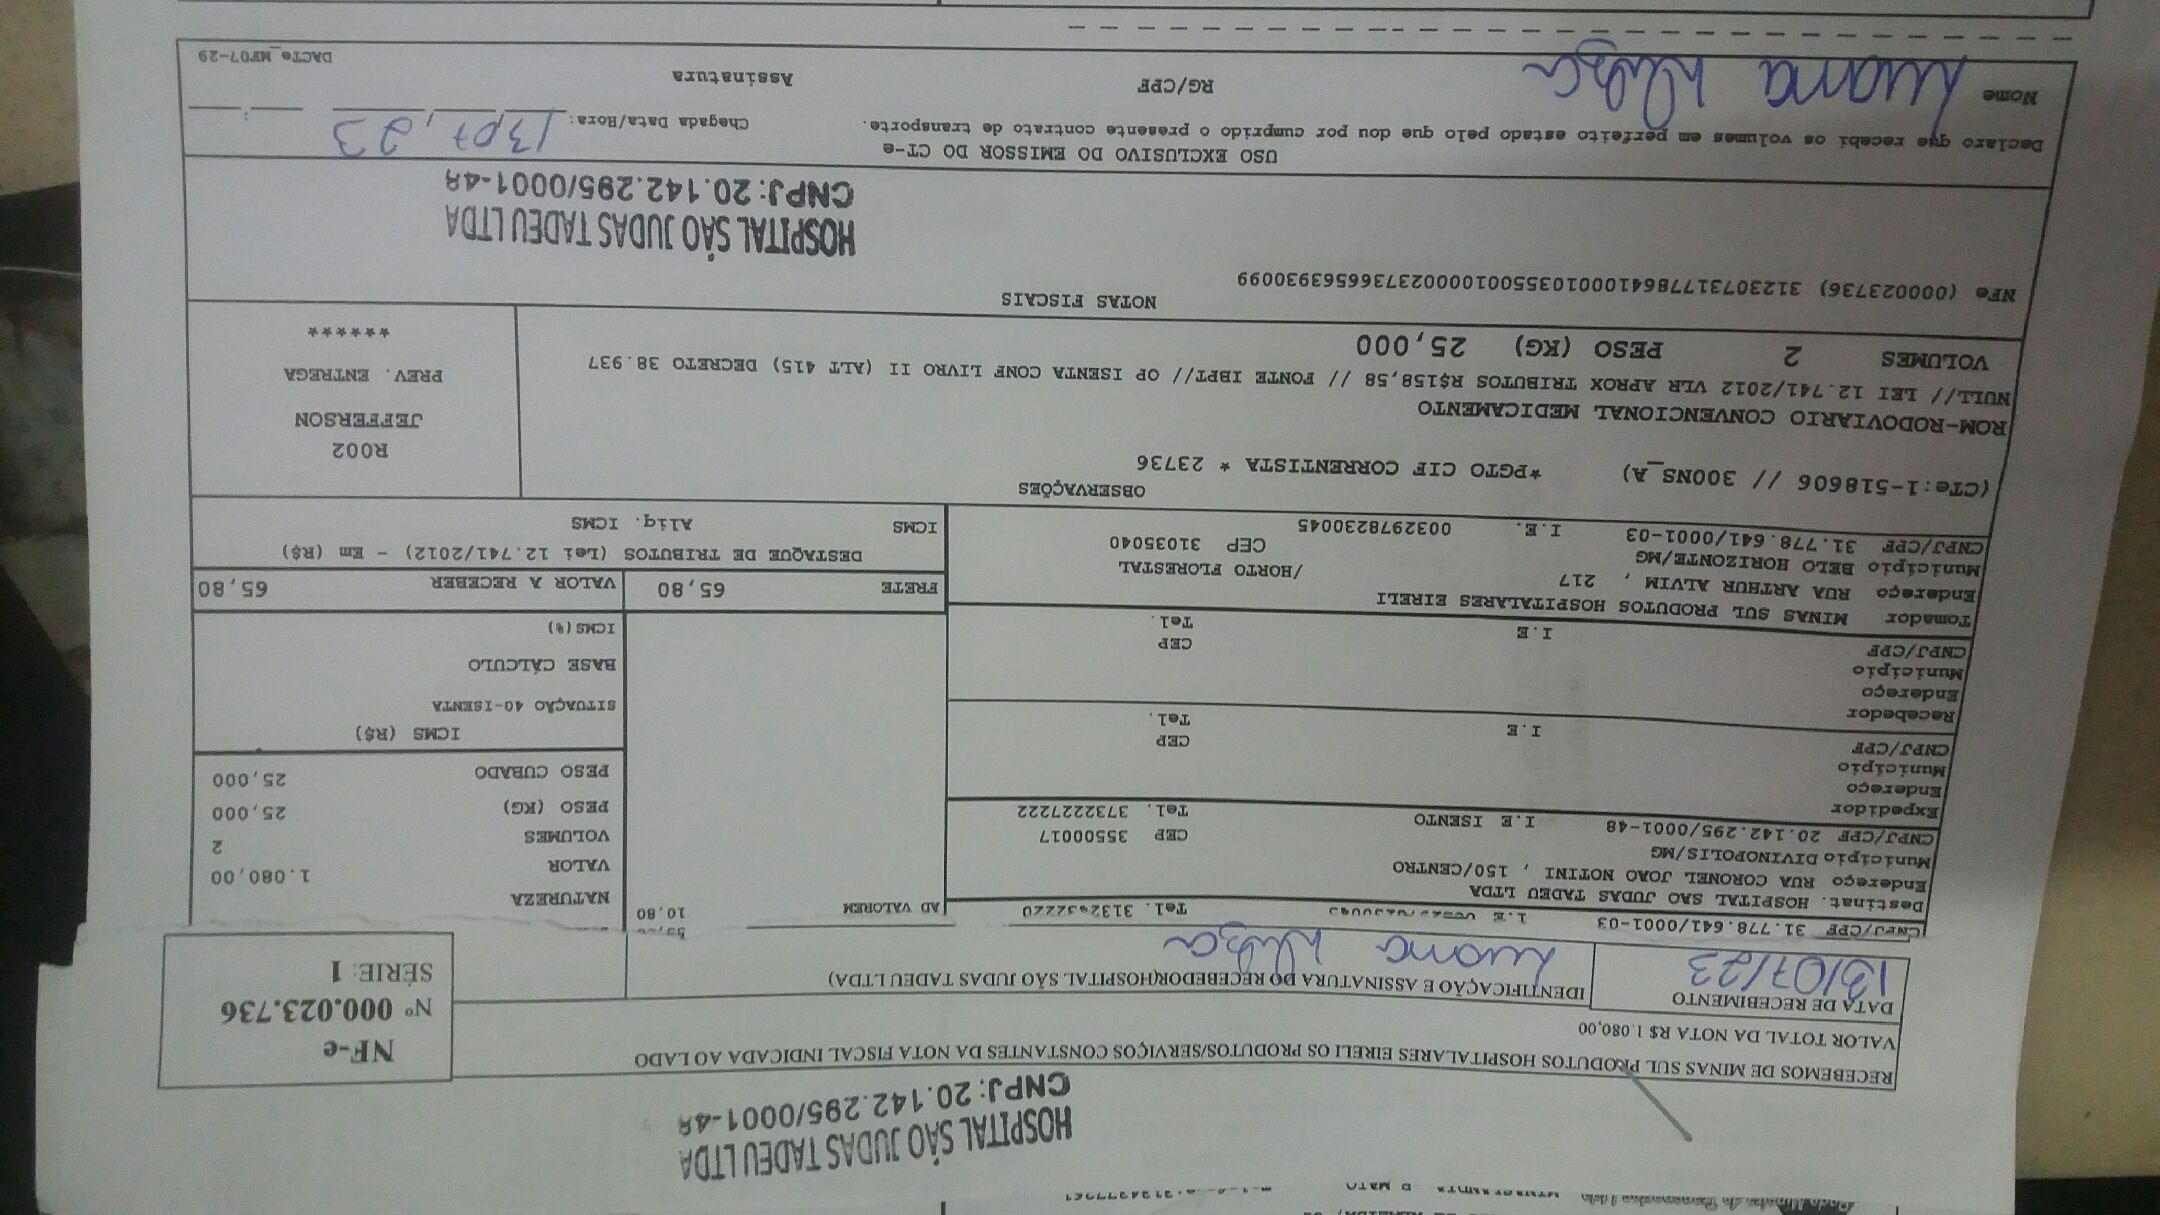 HOSPITAL SÃO JUDAS TADEU LTDA
CNPJ: 20.142.295/0001-48
RECEBEMOS DE MINAS SUL PRODUTOS HOSPITALARES EIRELI OS PRODUTOS/SERVIÇOS CONSTANTES DA NOTA FISCAL INDICADA AO LADO
VALOR TOTAL DA NOTA R$ 1.080,00
NF-e
Nº 000.023.736
SÉRIE: 1
DATA DE RECEBIMENTO
13/07/23
IDENTIFICAÇÃO E ASSINATURA DO RECEBEDOR(HOSPITAL SÃO JUDAS TADEU LTDA)
Luana
CNPJ/CPF 31.778.641/0001-03 I.E Tel.
Destinat. HOSPITAL SAO JUDAS TADEU LTDA
Endereço RUA CORONEL JOAO NOTINI , 150/CENTRO
Município DIVINOPOLIS/MG CEP 35500017
CNPJ/CPF 20.142.295/0001-48 I.E ISENTO Tel. 3732227222
Expedidor
Endereço
Município CEP
CNPJ/CPF I.E Tel.
Recebedor
Endereço
Município CEP
CNPJ/CPF I.E Tel.
Tomador MINAS SUL PRODUTOS HOSPITALARES EIRELI
Endereço RUA ARTHUR ALVIM , 217 /HORTO FLORESTAL
Município BELO HORIZONTE/MG CEP 31035040
CNPJ/CPF 31.778.641/0001-03 I.E. 0032978230045
AD VALOREM 10,80
NATUREZA
VALOR 1.080,00
VOLUMES 2
PESO (KG) 25,000
PESO CUBADO 25,000
ICMS (R$)
SITUAÇÃO 40-ISENTA
BASE CÁLCULO
ICMS(%)
FRETE 65,80 VALOR A RECEBER 65,80
DESTAQUE DE TRIBUTOS (Lei 12.741/2012) - Em (R$)
ICMS Aliq. ICMS
OBSERVAÇÕES
(CTe:1-518606 // 300NS_A) *PGTO CIF CORRENTISTA * 23736
ROM-RODOVIARIO CONVENCIONAL MEDICAMENTO
NULL// LEI 12.741/2012 VLR APROX TRIBUTOS R$158,58 // FONTE IBPT// OP ISENTA CONF LIVRO II (ALT 415) DECRETO 38.937
VOLUMES 2 PESO (KG) 25,000
R002
JEFFERSON
PREV. ENTREGA
*******
NOTAS FISCAIS
NFe (000023736) 31230731778641000103550010000237366563930099
HOSPITAL SÃO JUDAS TADEU LTDA
CNPJ: 20.142.295/0001-48
USO EXCLUSIVO DO EMISSOR DO CT-e
Declaro que recebi os volumes em perfeito estado pelo que dou por cumprido o presente contrato de transporte.
Chegada Data/Hora: 13,07,23 :
Nome Luana RG/CPF Assinatura
DACTe_MF07-29